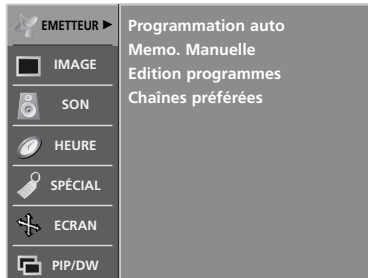 EMETTEUR ►
IMAGE
SON
HEURE
SPÉCIAL
ECRAN
PIP/DW
Programmation auto
Memo. Manuelle
Edition programmes
Chaînes préférées